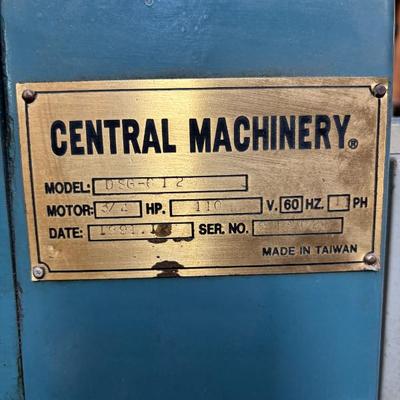 CENTRAL MACHINERY®
MODEL: DSG-612
MOTOR: 3/4 HP. 110 V. 60 HZ. 1 PH
DATE: SER. NO.
MADE IN TAIWAN